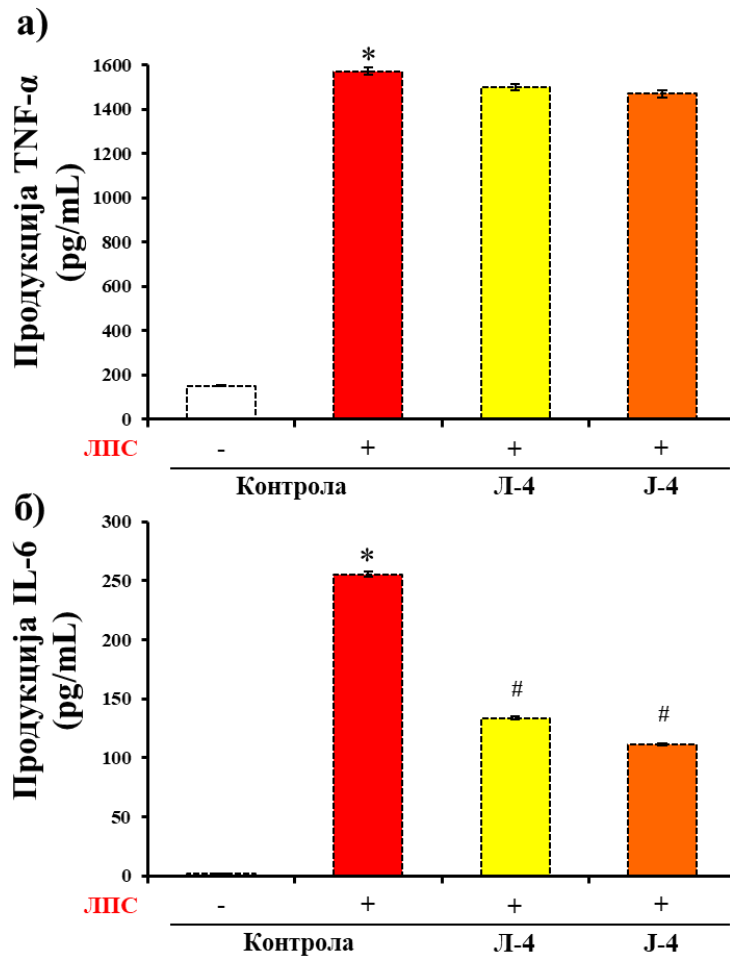 а)
Продукција TNF-α
(pg/mL)
1600
1400
1200
1000
800
600
400
200
0
*
ЛПС - + + +
Контрола Л-4 Ј-4
б)
Продукција IL-6
(pg/mL)
300
250
200
150
100
50
0
*
#
#
ЛПС - + + +
Контрола Л-4 Ј-4